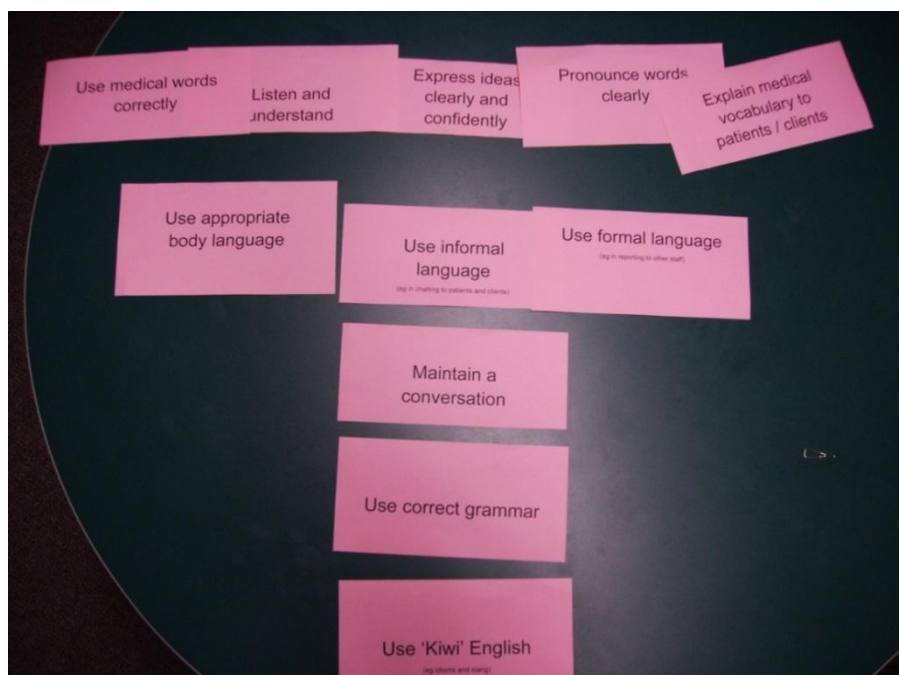 Use medical words
correctly
Listen and
understand
Express ideas
clearly and
confidently
Pronounce words
clearly
Explain medical
vocabulary to
patients / clients
Use appropriate
body language
Use informal
language
(eg in chatting to patients and clients)
Use formal language
(eg in reporting to other staff)
Maintain a
conversation
Use correct grammar
Use ‘Kiwi’ English
(eg idioms and slang)